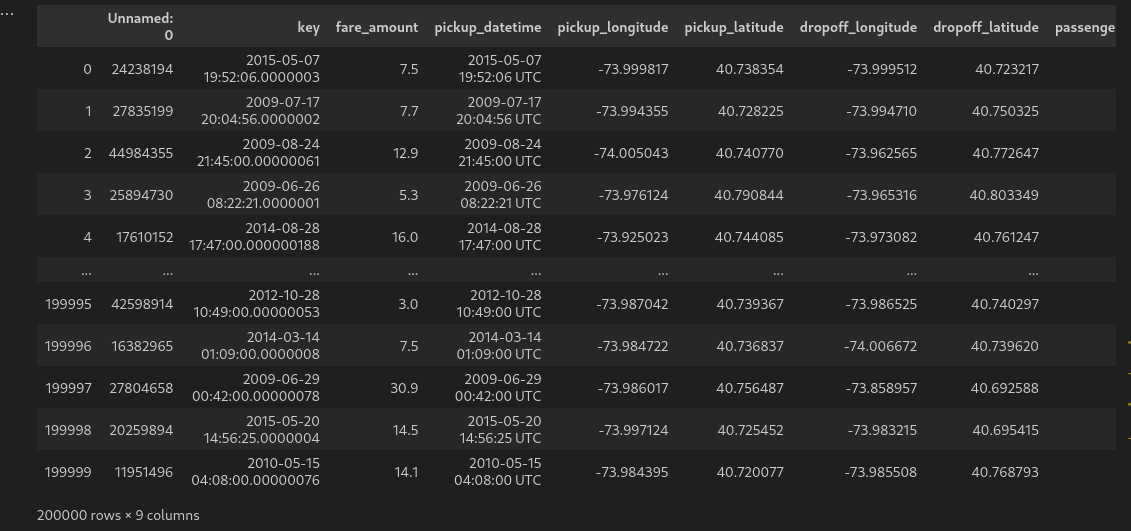 ...
Unnamed: 0 key fare_amount pickup_datetime pickup_longitude pickup_latitude dropoff_longitude dropoff_latitude passenge
0 24238194 2015-05-07 19:52:06.0000003 7.5 2015-05-07 19:52:06 UTC -73.999817 40.738354 -73.999512 40.723217
1 27835199 2009-07-17 20:04:56.0000002 7.7 2009-07-17 20:04:56 UTC -73.994355 40.728225 -73.994710 40.750325
2 44984355 2009-08-24 21:45:00.00000061 12.9 2009-08-24 21:45:00 UTC -74.005043 40.740770 -73.962565 40.772647
3 25894730 2009-06-26 08:22:21.0000001 5.3 2009-06-26 08:22:21 UTC -73.976124 40.790844 -73.965316 40.803349
4 17610152 2014-08-28 17:47:00.000000188 16.0 2014-08-28 17:47:00 UTC -73.925023 40.744085 -73.973082 40.761247
... ... ... ... ... ... ... ... ...
199995 42598914 2012-10-28 10:49:00.00000053 3.0 2012-10-28 10:49:00 UTC -73.987042 40.739367 -73.986525 40.740297
199996 16382965 2014-03-14 01:09:00.0000008 7.5 2014-03-14 01:09:00 UTC -73.984722 40.736837 -74.006672 40.739620
199997 27804658 2009-06-29 00:42:00.00000078 30.9 2009-06-29 00:42:00 UTC -73.986017 40.756487 -73.858957 40.692588
199998 20259894 2015-05-20 14:56:25.0000004 14.5 2015-05-20 14:56:25 UTC -73.997124 40.725452 -73.983215 40.695415
199999 11951496 2010-05-15 04:08:00.00000076 14.1 2010-05-15 04:08:00 UTC -73.984395 40.720077 -73.985508 40.768793
200000 rows × 9 columns